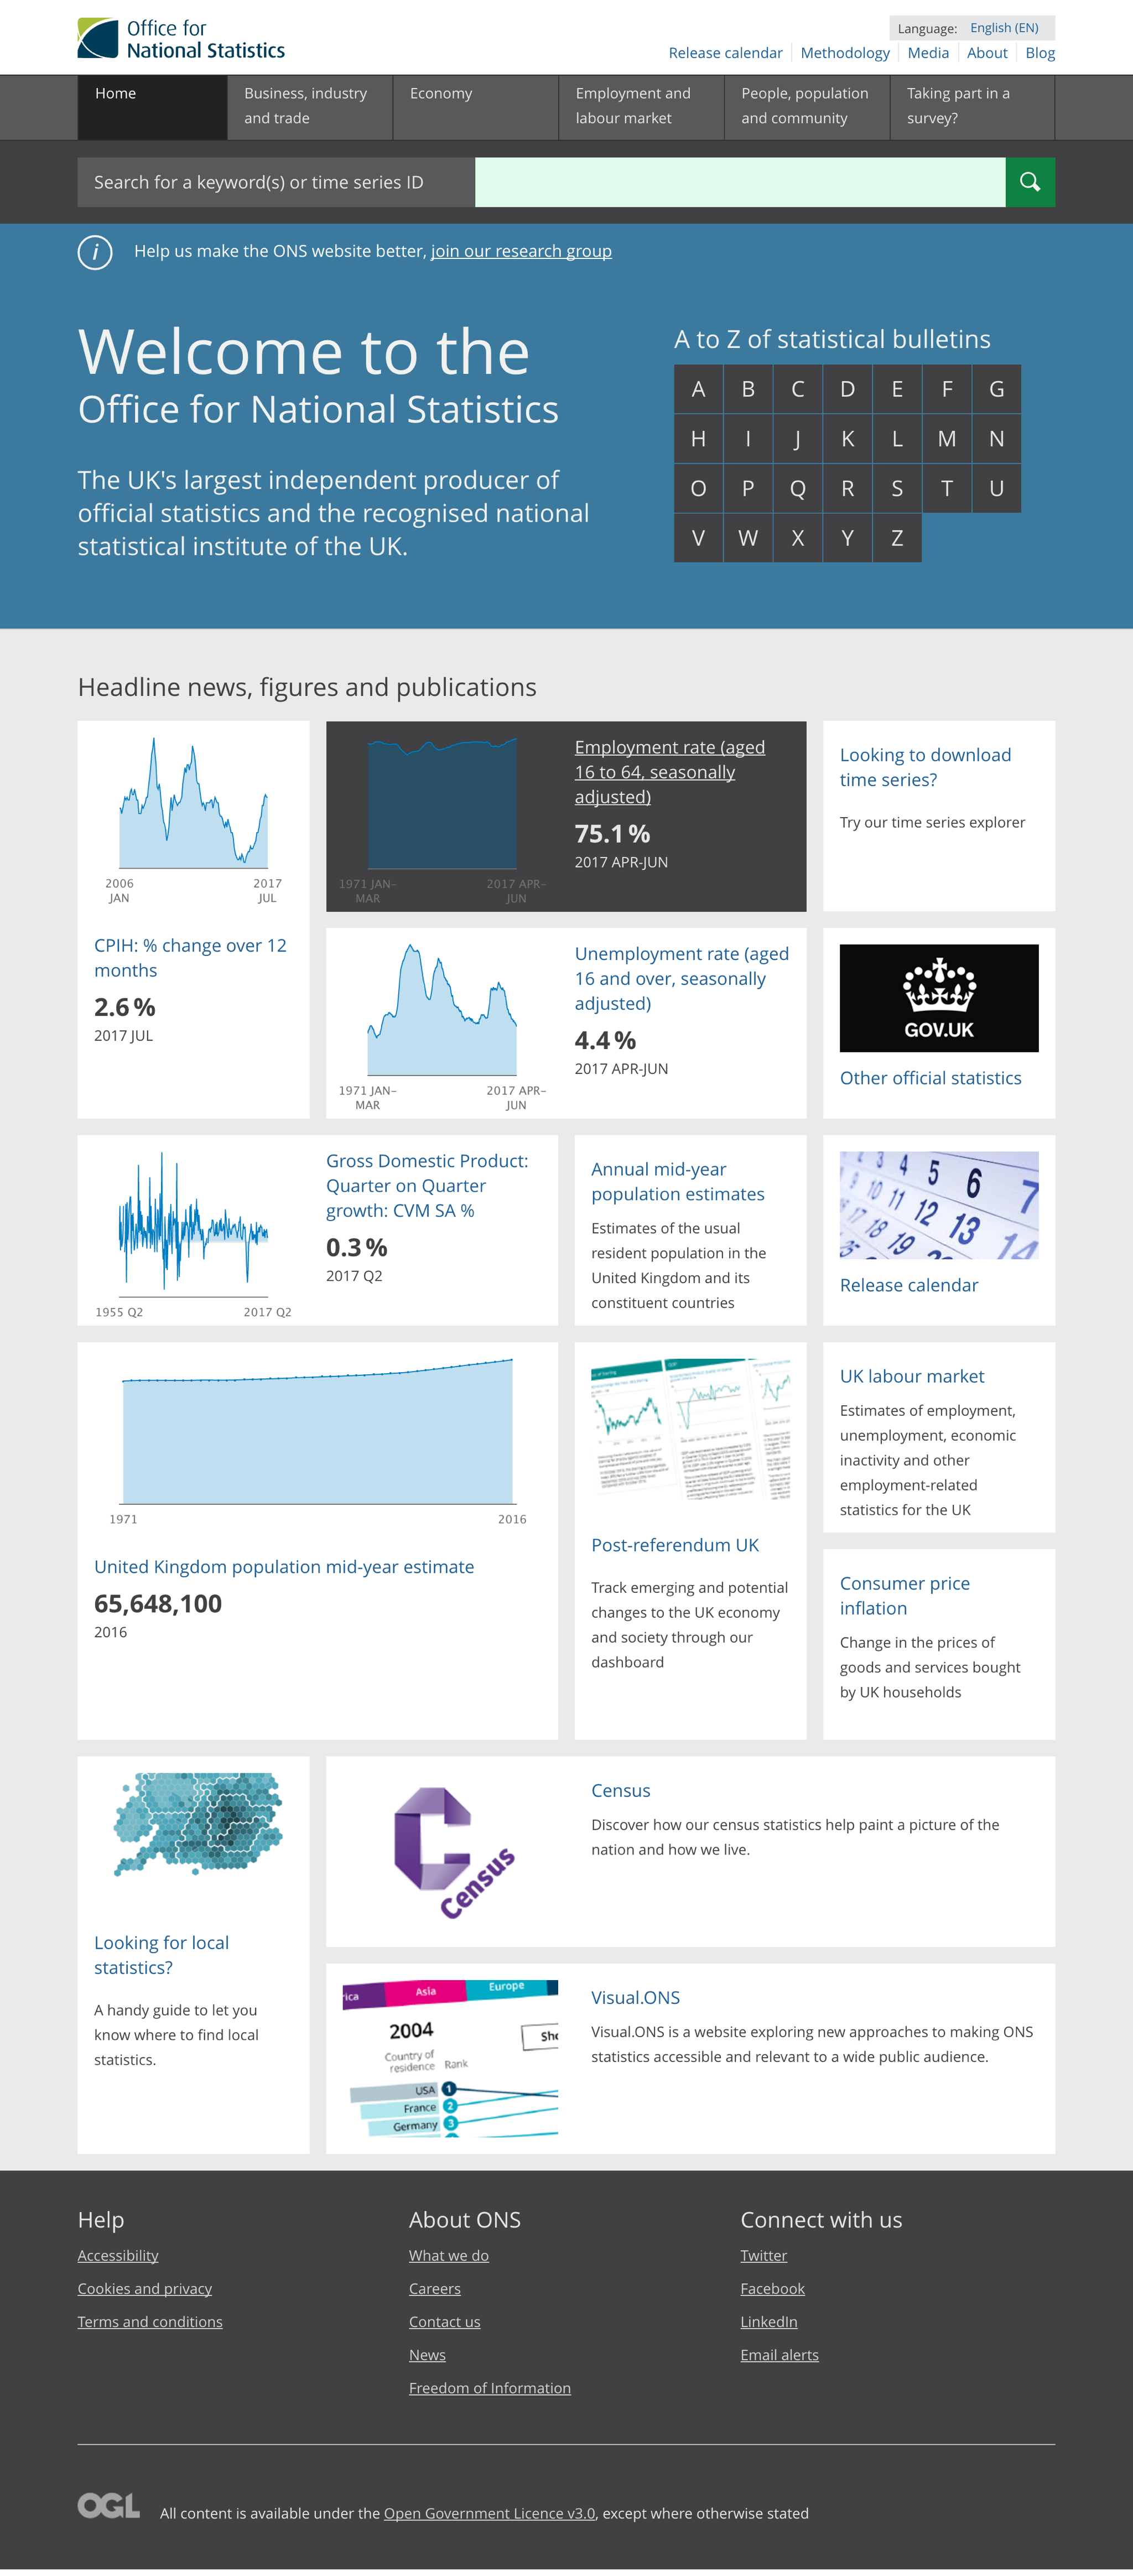 Office for
National Statistics
Language: English (EN)
Release calendar
Methodology
Media
About
Blog
Home
Business, industry
and trade
Economy
Employment and
labour market
People, population
and community
Taking part in a
survey?
Search for a keyword(s) or time series ID
i
Help us make the ONS website better, join our research group
Welcome to the
Office for National Statistics
The UK's largest independent producer of
official statistics and the recognised national
statistical institute of the UK.
A to Z of statistical bulletins
A B C D E F G
H I J K L M N
O P Q R S T U
V W X Y Z
Headline news, figures and publications
2006
JAN
2017
JUL
CPIH: % change over 12
months
2.6 %
2017 JUL
1971 JAN–
MAR
2017 APR–
JUN
Employment rate (aged
16 to 64, seasonally
adjusted)
75.1 %
2017 APR-JUN
Looking to download
time series?
Try our time series explorer
1971 JAN–
MAR
2017 APR–
JUN
Unemployment rate (aged
16 and over, seasonally
adjusted)
4.4 %
2017 APR-JUN
GOV.UK
Other official statistics
1955 Q2
2017 Q2
Gross Domestic Product:
Quarter on Quarter
growth: CVM SA %
0.3 %
2017 Q2
Annual mid-year
population estimates
Estimates of the usual
resident population in the
United Kingdom and its
constituent countries
2 3 4 5 6 7
9 10 11 12 13 14
17 18 19
Release calendar
1971
2016
United Kingdom population mid-year estimate
65,648,100
2016
Post-referendum UK
Track emerging and potential
changes to the UK economy
and society through our
dashboard
UK labour market
Estimates of employment,
unemployment, economic
inactivity and other
employment-related
statistics for the UK
Consumer price
inflation
Change in the prices of
goods and services bought
by UK households
Looking for local
statistics?
A handy guide to let you
know where to find local
statistics.
Census
Census
Discover how our census statistics help paint a picture of the
nation and how we live.
rica Asia Europe
2004
Sho
Country of
residence Rank
USA 1
France 2
Germany 3
Visual.ONS
Visual.ONS is a website exploring new approaches to making ONS
statistics accessible and relevant to a wide public audience.
Help
Accessibility
Cookies and privacy
Terms and conditions
About ONS
What we do
Careers
Contact us
News
Freedom of Information
Connect with us
Twitter
Facebook
LinkedIn
Email alerts
OGL
All content is available under the Open Government Licence v3.0, except where otherwise stated